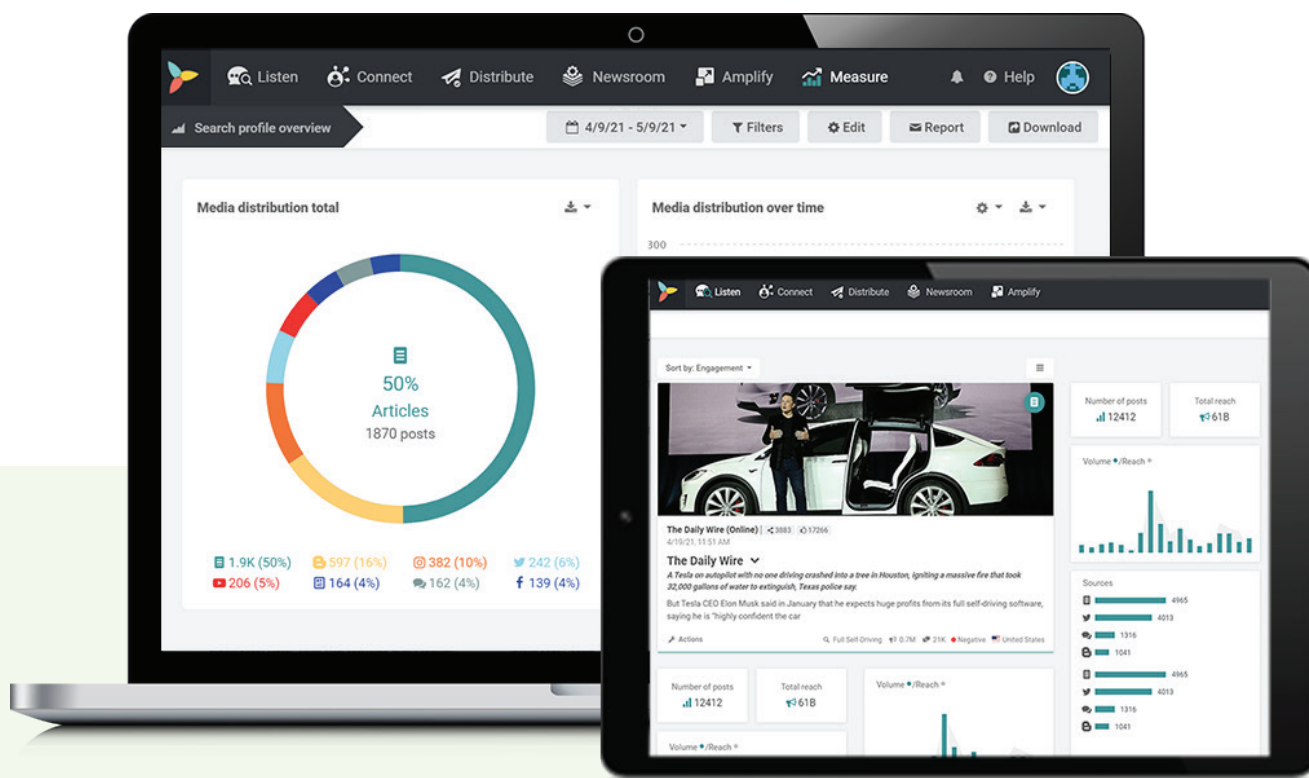 Listen Connect Distribute Newsroom Amplify Measure Help
Search profile overview 4/9/21 - 5/9/21 Filters Edit Report Download
Media distribution total
Media distribution over time
300
50%
Articles
1870 posts
1.9K (50%) 597 (16%) 382 (10%) 242 (6%)
206 (5%) 164 (4%) 162 (4%) 139 (4%)
Listen Connect Distribute Newsroom Amplify
Sort by: Engagement
The Daily Wire (Online) | 3883 17266
4/19/21, 11:51 AM
The Daily Wire
A Tesla on autopilot with no one driving crashed into a tree in Houston, igniting a massive fire that took
32,000 gallons of water to extinguish, Texas police say.
But Tesla CEO Elon Musk said in January that he expects huge profits from its full self-driving software,
saying he is "highly confident the car
Actions Full Self-Driving 0.7M 21K Negative United States
Number of posts
12412
Total reach
61B
Volume /Reach
Sources
4965
4013
1316
1041
4965
4013
1316
1041
Number of posts
12412
Total reach
61B
Volume /Reach
Volume /Reach